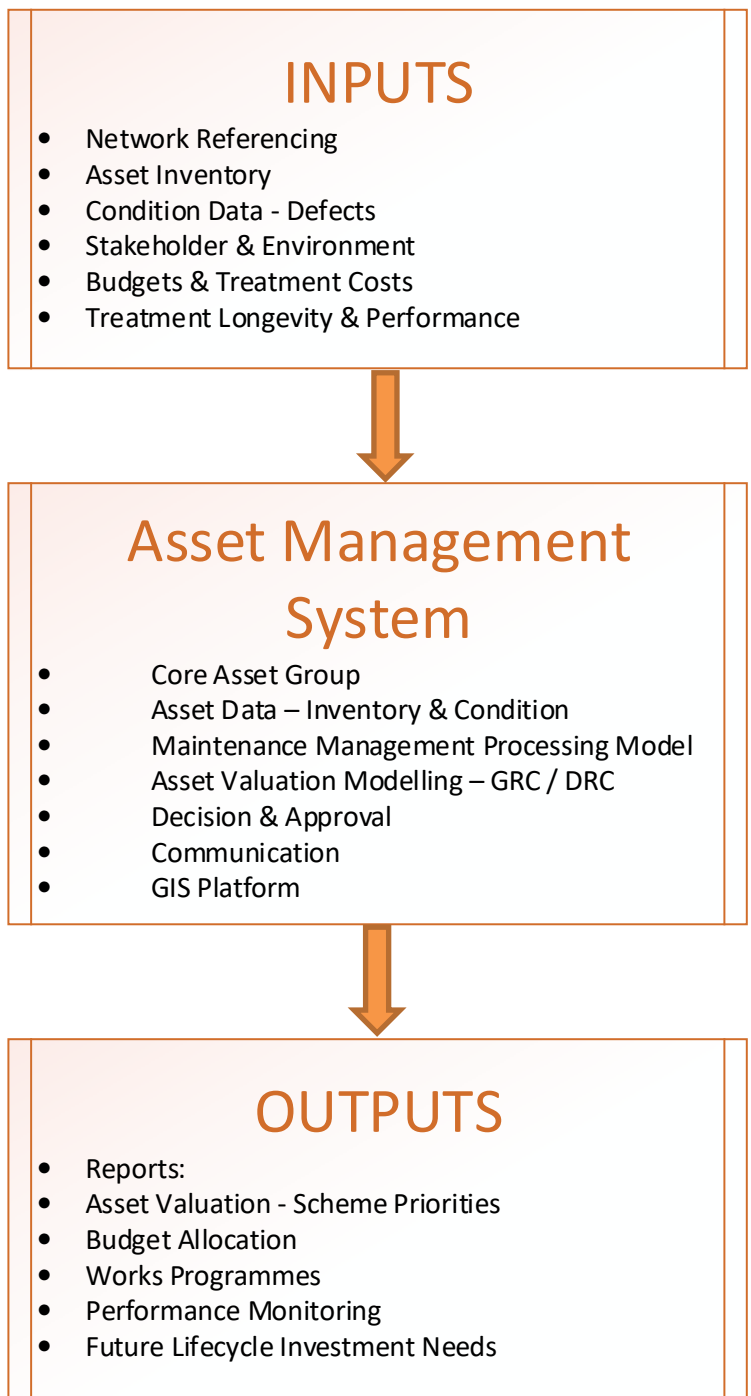 INPUTS
• Network Referencing
• Asset Inventory
• Condition Data - Defects
• Stakeholder & Environment
• Budgets & Treatment Costs
• Treatment Longevity & Performance
Asset Management
System
• Core Asset Group
• Asset Data – Inventory & Condition
• Maintenance Management Processing Model
• Asset Valuation Modelling – GRC / DRC
• Decision & Approval
• Communication
• GIS Platform
OUTPUTS
• Reports:
• Asset Valuation - Scheme Priorities
• Budget Allocation
• Works Programmes
• Performance Monitoring
• Future Lifecycle Investment Needs